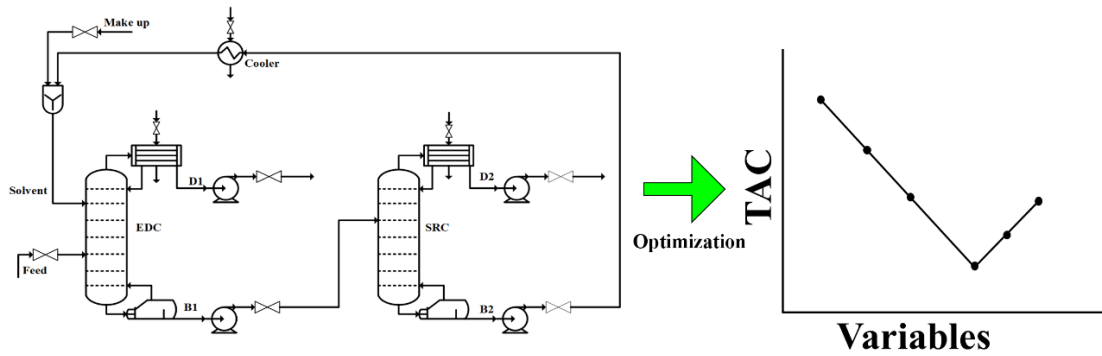 Make up
Cooler
Solvent
EDC
D1
Feed
B1
SRC
D2
B2
Optimization
TAC
Variables